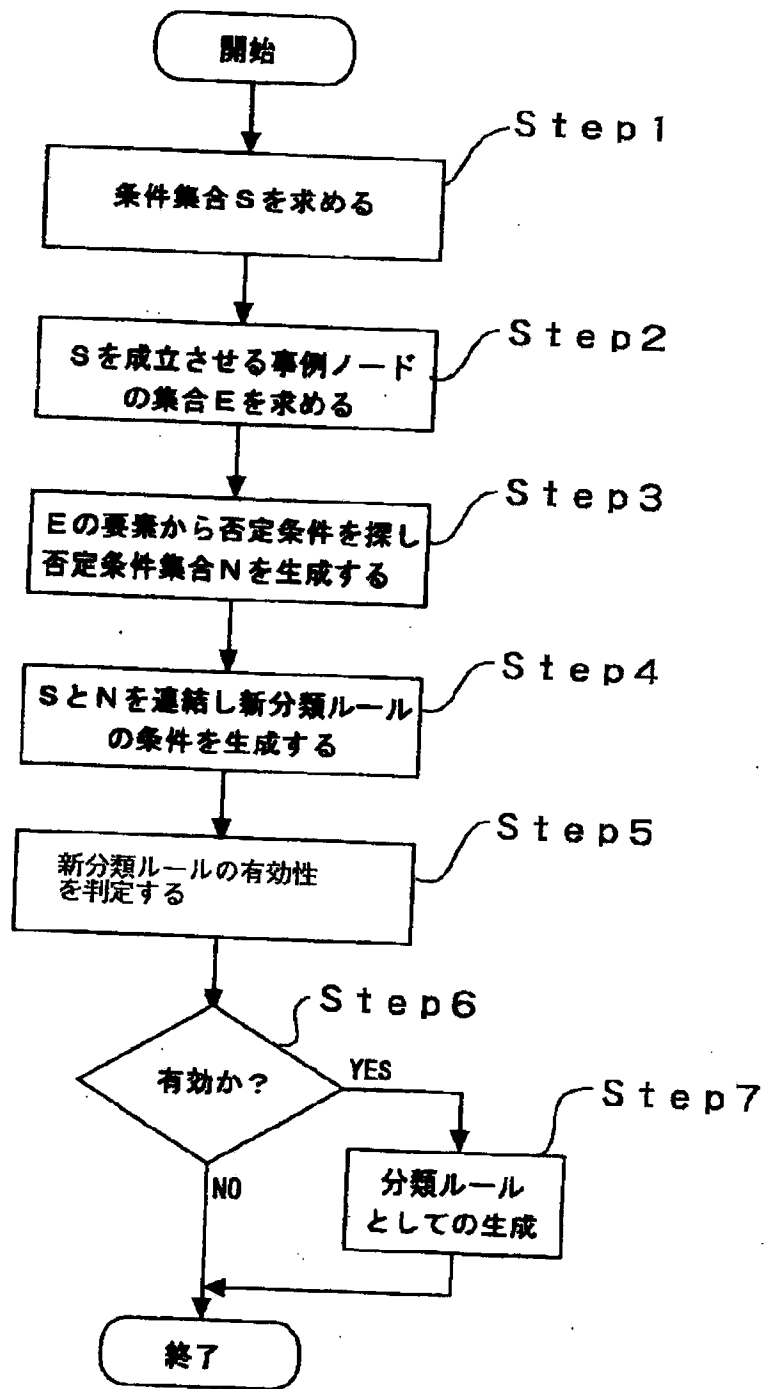 開始
Step1
条件集合Sを求める
Step2
Sを成立させる事例ノード
の集合Eを求める
Step3
Eの要素から否定条件を探し
否定条件集合Nを生成する
Step4
SとNを連結し新分類ルール
の条件を生成する
Step5
新分類ルールの有効性
を判定する
Step6
有効か?
YES
Step7
NO
分類ルール
としての生成
終了